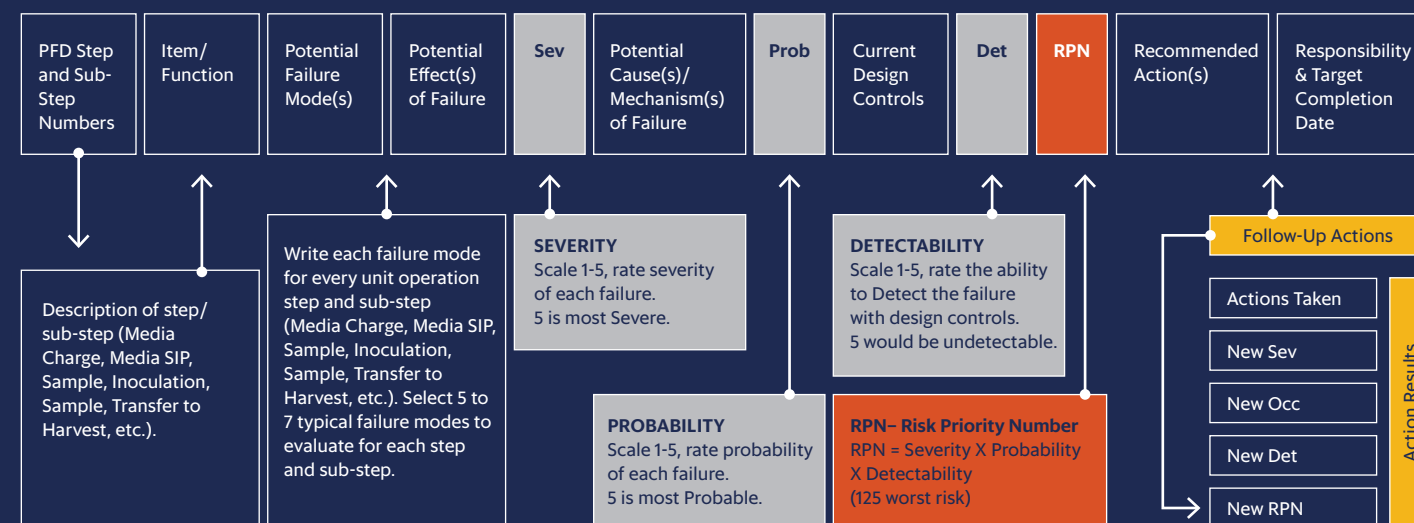 PFD Step
and Sub-
Step
Numbers
Item/
Function
Potential
Failure
Mode(s)
Potential
Effect(s)
of Failure
Sev
Potential
Cause(s)/
Mechanism(s)
of Failure
Prob
Current
Design
Controls
Det
RPN
Recommended
Action(s)
Responsibility
& Target
Completion
Date
Description of step/
sub-step (Media
Charge, Media SIP,
Sample, Inoculation,
Sample, Transfer to
Harvest, etc.).
Write each failure mode
for every unit operation
step and sub-step
(Media Charge, Media SIP,
Sample, Inoculation,
Sample, Transfer to
Harvest, etc.). Select 5 to
7 typical failure modes to
evaluate for each step
and sub-step.
SEVERITY
Scale 1-5, rate severity
of each failure.
5 is most Severe.
PROBABILITY
Scale 1-5, rate probability
of each failure.
5 is most Probable.
DETECTABILITY
Scale 1-5, rate the ability
to Detect the failure
with design controls.
5 would be undetectable.
RPN– Risk Priority Number
RPN = Severity X Probability
X Detectability
(125 worst risk)
Follow-Up Actions
Actions Taken
New Sev
New Occ
New Det
New RPN
Action Results